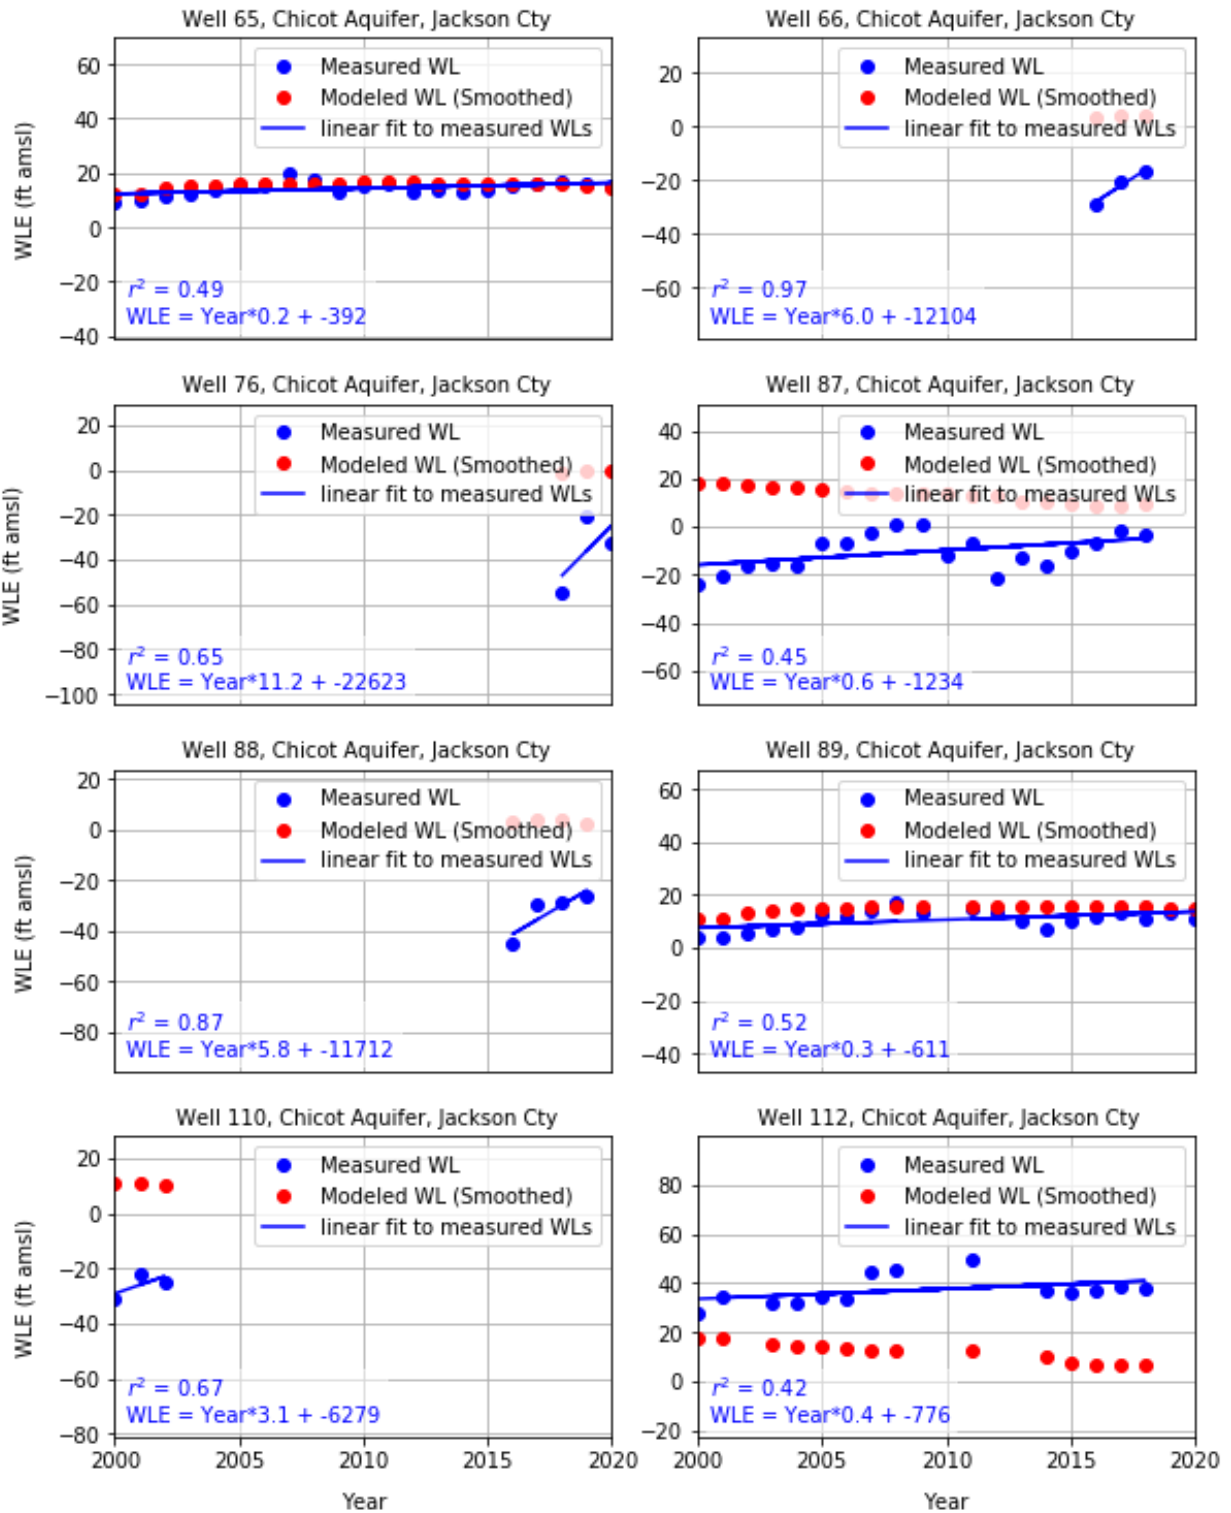 Well 65, Chicot Aquifer, Jackson Cty
WLE (ft amsl)
60
40
20
0
−20
−40
Measured WL
Modeled WL (Smoothed)
linear fit to measured WLs
r² = 0.49
WLE = Year*0.2 + -392
Well 66, Chicot Aquifer, Jackson Cty
20
0
−20
−40
−60
Measured WL
Modeled WL (Smoothed)
linear fit to measured WLs
r² = 0.97
WLE = Year*6.0 + -12104
Well 76, Chicot Aquifer, Jackson Cty
WLE (ft amsl)
20
0
−20
−40
−60
−80
−100
Measured WL
Modeled WL (Smoothed)
linear fit to measured WLs
r² = 0.65
WLE = Year*11.2 + -22623
Well 87, Chicot Aquifer, Jackson Cty
40
20
0
−20
−40
−60
Measured WL
Modeled WL (Smoothed)
linear fit to measured WLs
r² = 0.45
WLE = Year*0.6 + -1234
Well 88, Chicot Aquifer, Jackson Cty
WLE (ft amsl)
20
0
−20
−40
−60
−80
Measured WL
Modeled WL (Smoothed)
linear fit to measured WLs
r² = 0.87
WLE = Year*5.8 + -11712
Well 89, Chicot Aquifer, Jackson Cty
60
40
20
0
−20
−40
Measured WL
Modeled WL (Smoothed)
linear fit to measured WLs
r² = 0.52
WLE = Year*0.3 + -611
Well 110, Chicot Aquifer, Jackson Cty
WLE (ft amsl)
20
0
−20
−40
−60
−80
Measured WL
Modeled WL (Smoothed)
linear fit to measured WLs
r² = 0.67
WLE = Year*3.1 + -6279
2000 2005 2010 2015 2020
Year
Well 112, Chicot Aquifer, Jackson Cty
80
60
40
20
0
−20
Measured WL
Modeled WL (Smoothed)
linear fit to measured WLs
r² = 0.42
WLE = Year*0.4 + -776
2000 2005 2010 2015 2020
Year